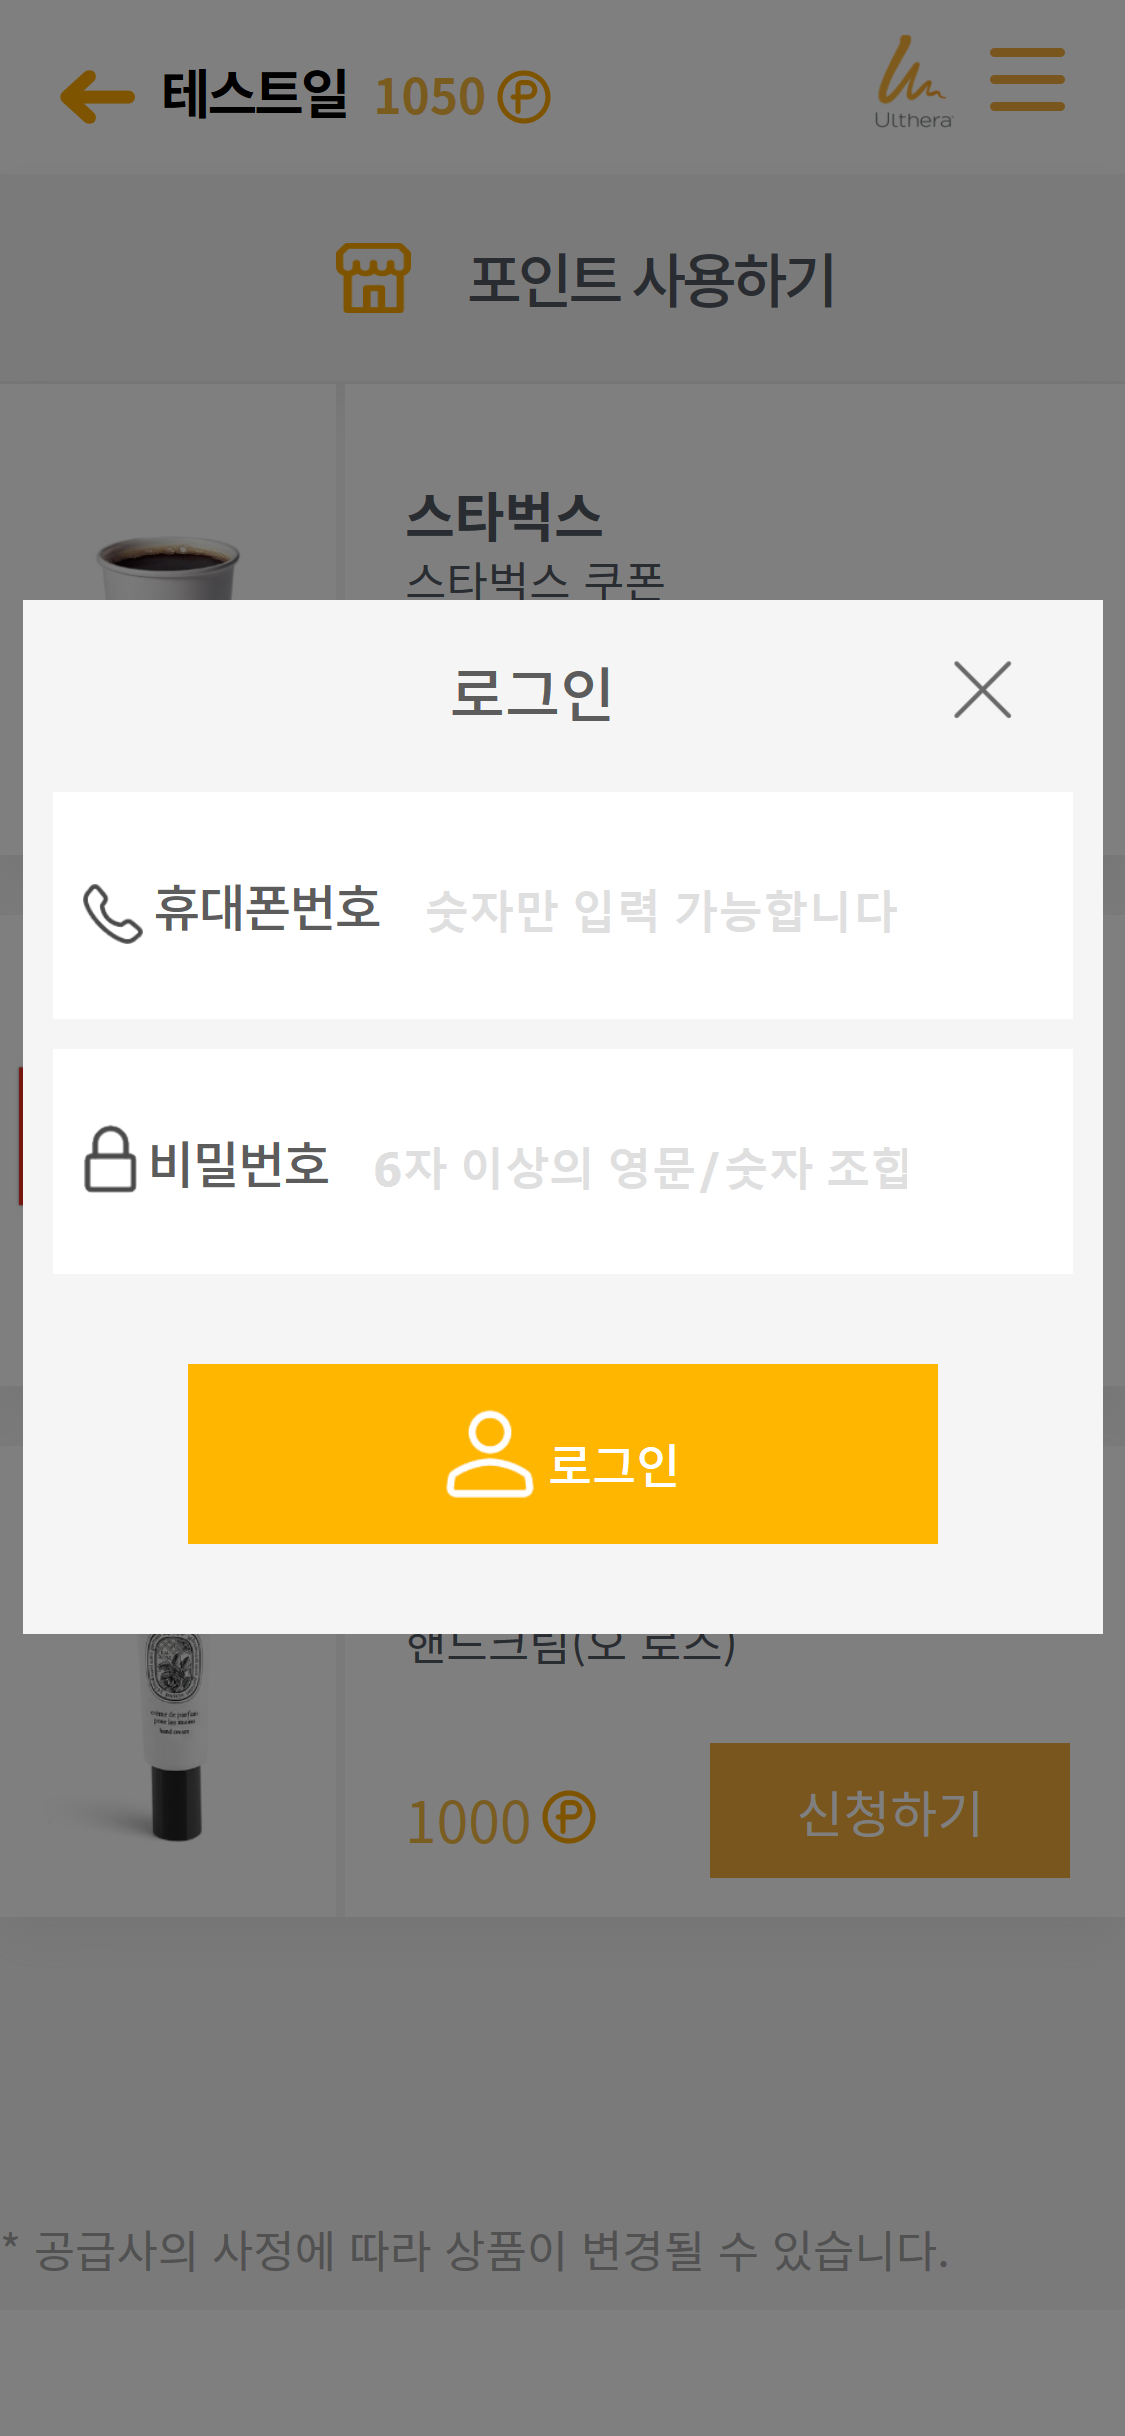 테스트일 1050
Ulthera
포인트 사용하기
스타벅스
스타벅스 쿠폰
로그인
휴대폰번호 숫자만 입력 가능합니다
비밀번호 6자 이상의 영문/숫자 조합
로그인
핸드크림(오 로즈)
1000
신청하기
* 공급사의 사정에 따라 상품이 변경될 수 있습니다.